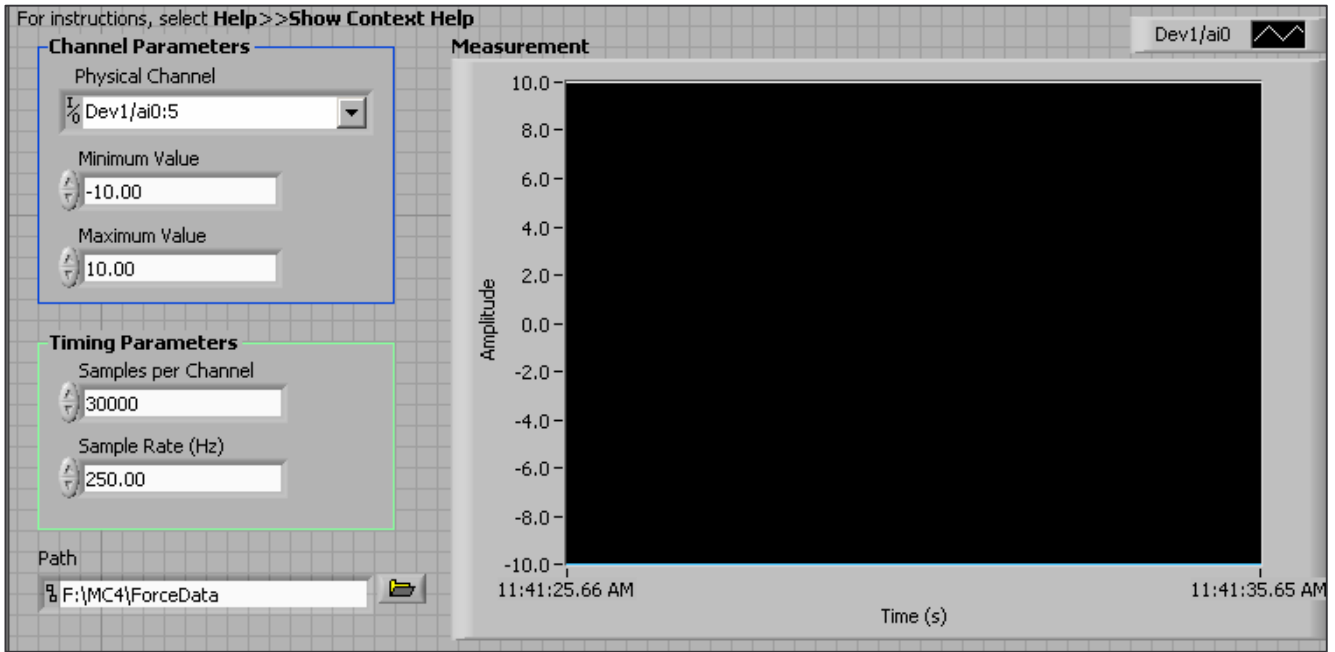 For instructions, select Help>>Show Context Help
Channel Parameters
Physical Channel
Dev1/ai0:5
Minimum Value
-10.00
Maximum Value
10.00
Timing Parameters
Samples per Channel
30000
Sample Rate (Hz)
250.00
Path
F:\MC4\ForceData
Measurement
Dev1/ai0
Amplitude
10.0
8.0
6.0
4.0
2.0
0.0
-2.0
-4.0
-6.0
-8.0
-10.0
11:41:25.66 AM
11:41:35.65 AM
Time (s)